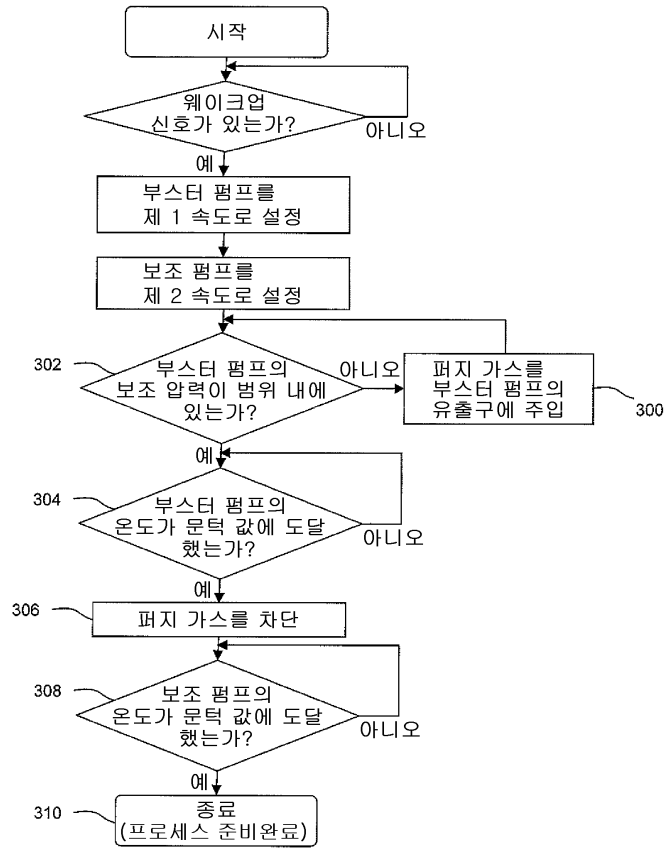 시작
웨이크업
신호가 있는가?
아니오
예
부스터 펌프를
제 1 속도로 설정
보조 펌프를
제 2 속도로 설정
302
부스터 펌프의
보조 압력이 범위 내에
있는가?
아니오
퍼지 가스를
부스터 펌프의
유출구에 주입
300
예
304
부스터 펌프의
온도가 문턱 값에 도달
했는가?
아니오
예
306
퍼지 가스를 차단
308
보조 펌프의
온도가 문턱 값에 도달
했는가?
아니오
예
310
종료
(프로세스 준비완료)